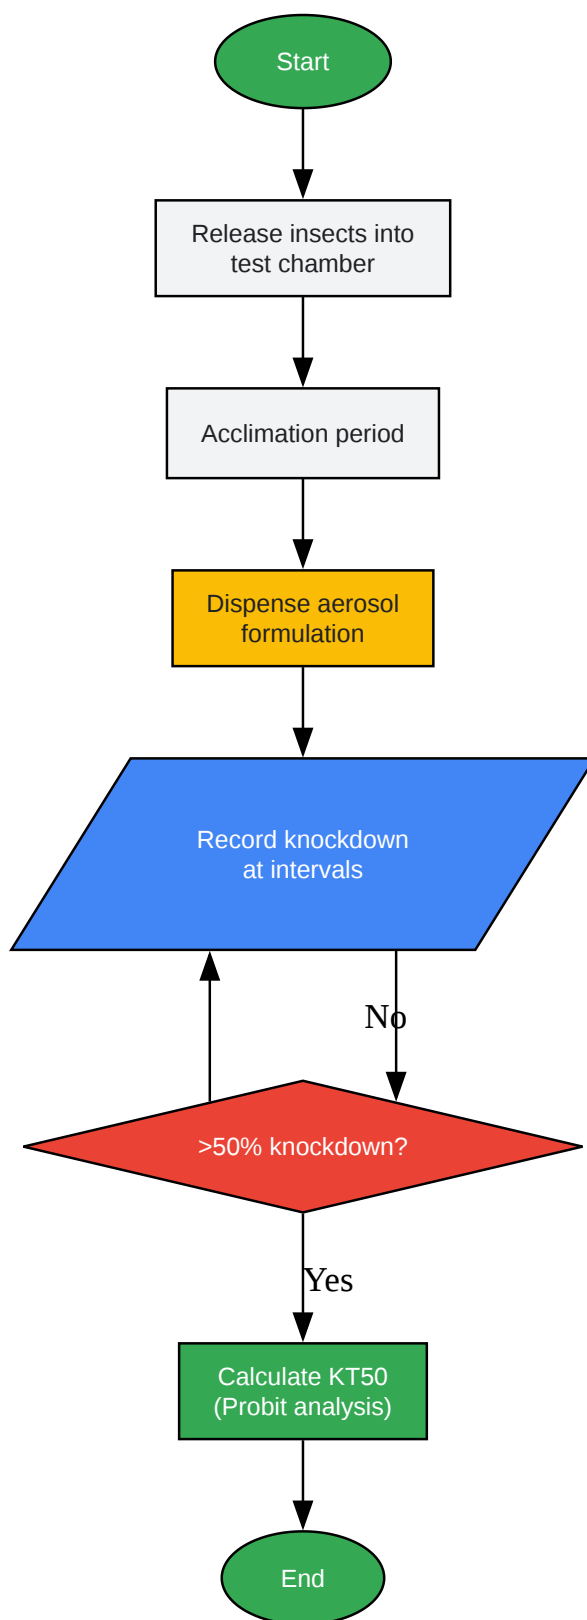 Start
Release insects into
test chamber
Acclimation period
Dispense aerosol
formulation
Record knockdown
at intervals
No
>50% knockdown?
Yes
Calculate KT50
(Probit analysis)
End